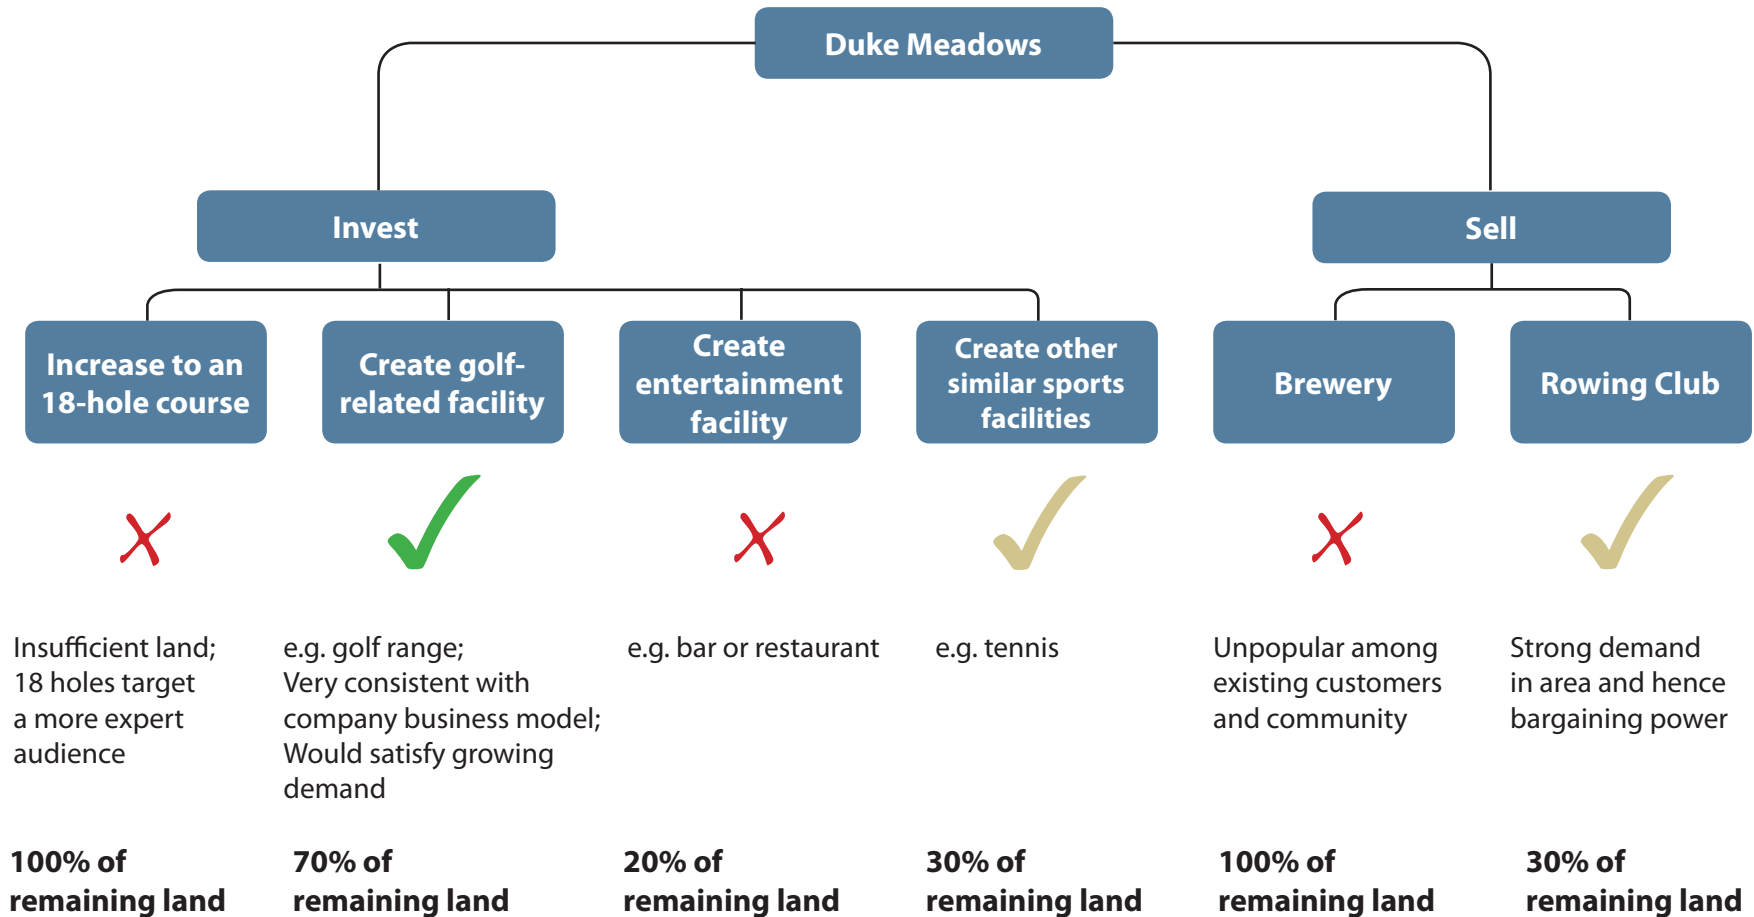 Duke Meadows
Invest
Sell
Increase to an
18-hole course
Create golf-
related facility
Create
entertainment
facility
Create other
similar sports
facilities
Brewery
Rowing Club
Insufficient land;
18 holes target
a more expert
audience
e.g. golf range;
Very consistent with
company business model;
Would satisfy growing
demand
e.g. bar or restaurant
e.g. tennis
Unpopular among
existing customers
and community
Strong demand
in area and hence
bargaining power
100% of
remaining land
70% of
remaining land
20% of
remaining land
30% of
remaining land
100% of
remaining land
30% of
remaining land